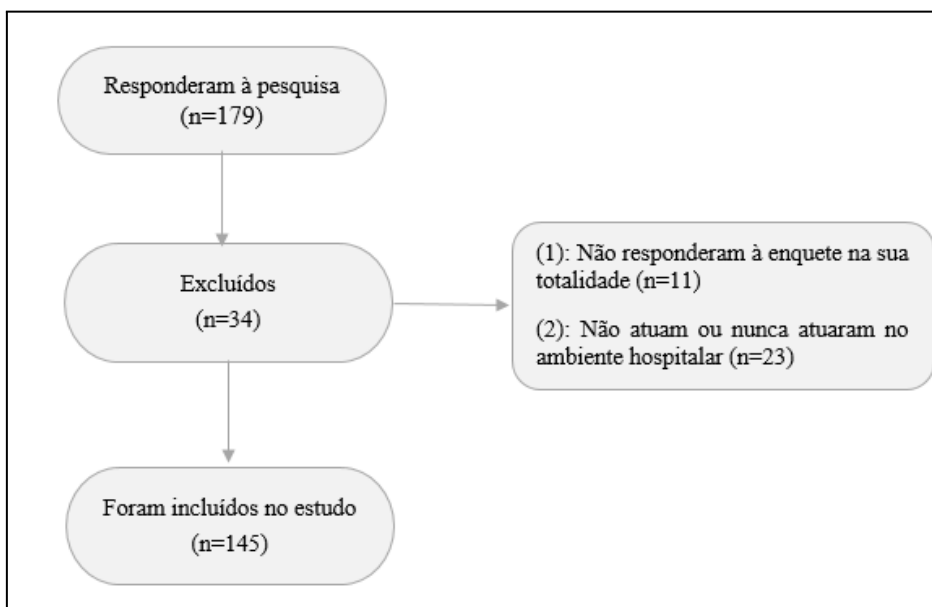 Responderam à pesquisa
(n=179)
Excluídos
(n=34)
(1): Não responderam à enquete na sua
totalidade (n=11)
(2): Não atuam ou nunca atuaram no
ambiente hospitalar (n=23)
Foram incluídos no estudo
(n=145)